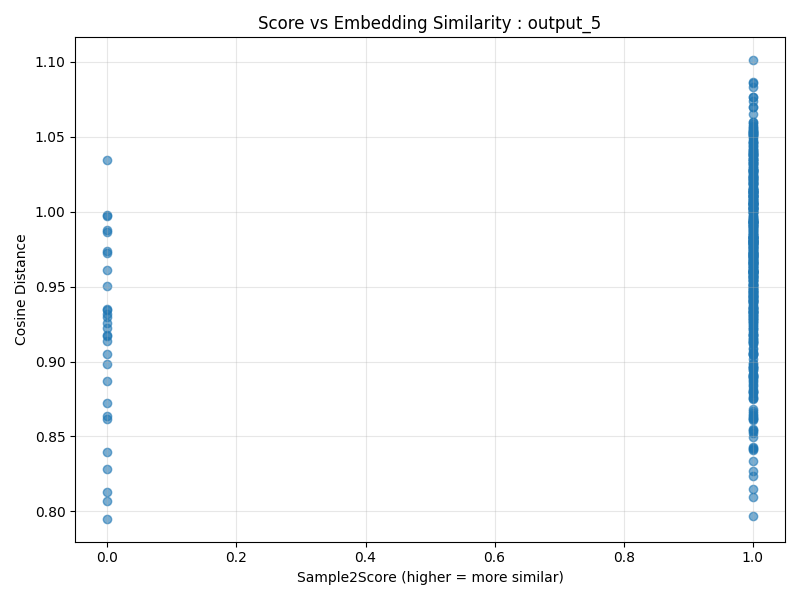 Score vs Embedding Similarity : output_5
Cosine Distance
1.10
1.05
1.00
0.95
0.90
0.85
0.80
0.0 0.2 0.4 0.6 0.8 1.0
Sample2Score (higher = more similar)